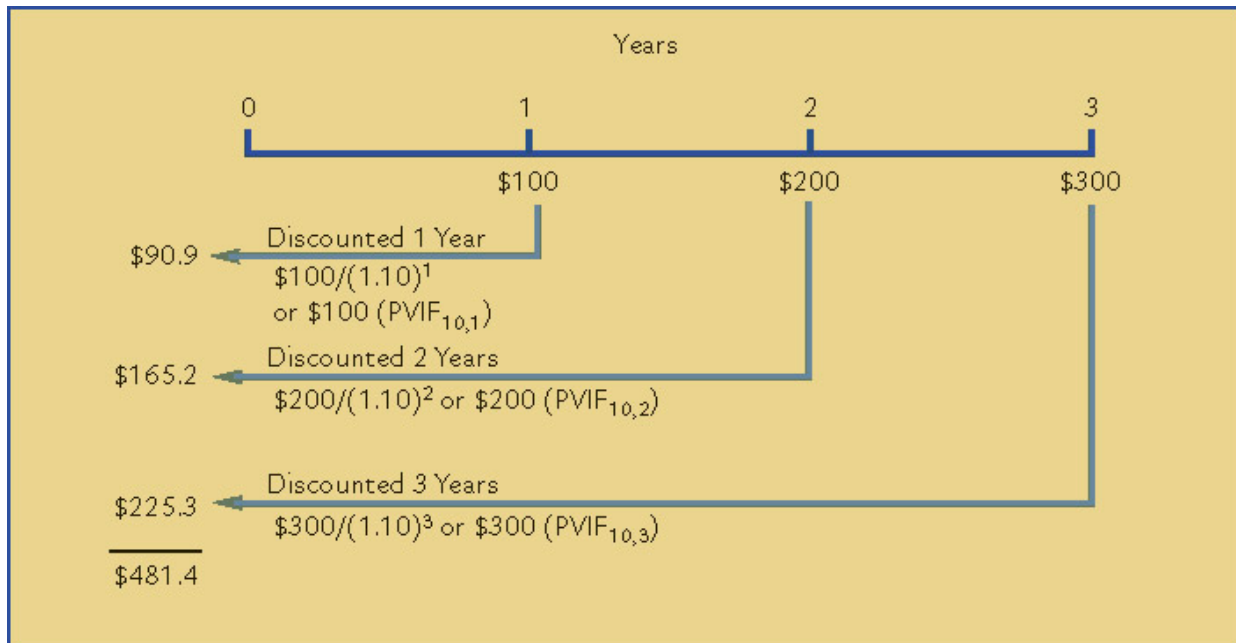 Years
0 1 2 3
$100 $200 $300
Discounted 1 Year
$90.9
$100/(1.10)¹
or $100 (PVIF₁₀,₁)
Discounted 2 Years
$165.2
$200/(1.10)² or $200 (PVIF₁₀,₂)
Discounted 3 Years
$225.3
$300/(1.10)³ or $300 (PVIF₁₀,₃)
$481.4